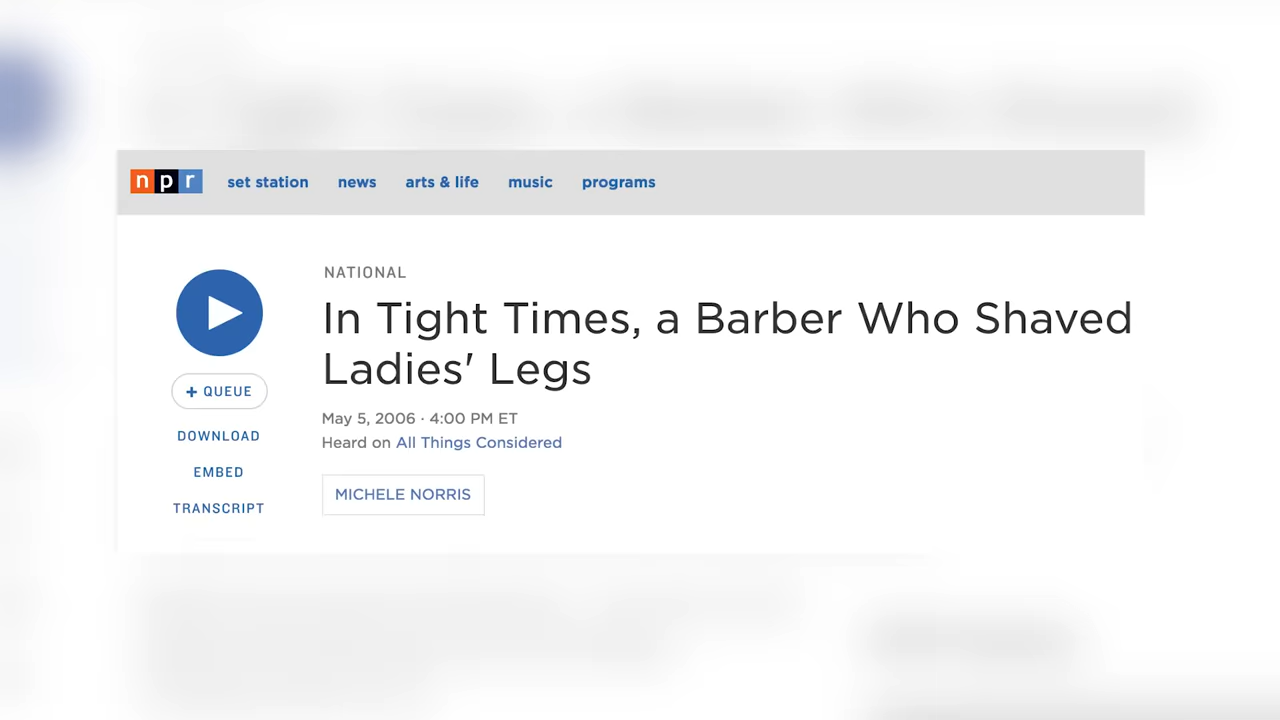 npr set station news arts & life music programs
NATIONAL
In Tight Times, a Barber Who Shaved
Ladies' Legs
May 5, 2006 · 4:00 PM ET
Heard on All Things Considered
MICHELE NORRIS
+ QUEUE
DOWNLOAD
EMBED
TRANSCRIPT